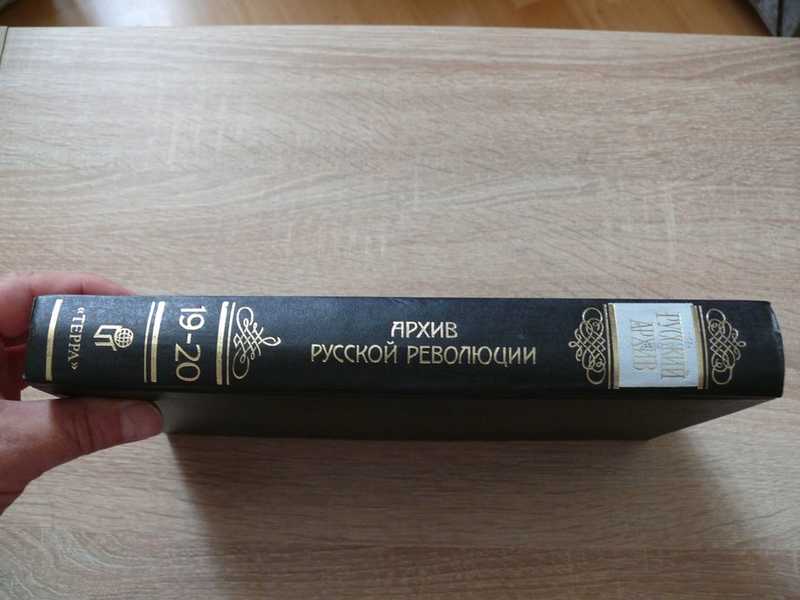 РУССКИЙ
АРХИВ
АРХИВ
РУССКОЙ РЕВОЛЮЦИИ
19-20
«ТЕРРА»